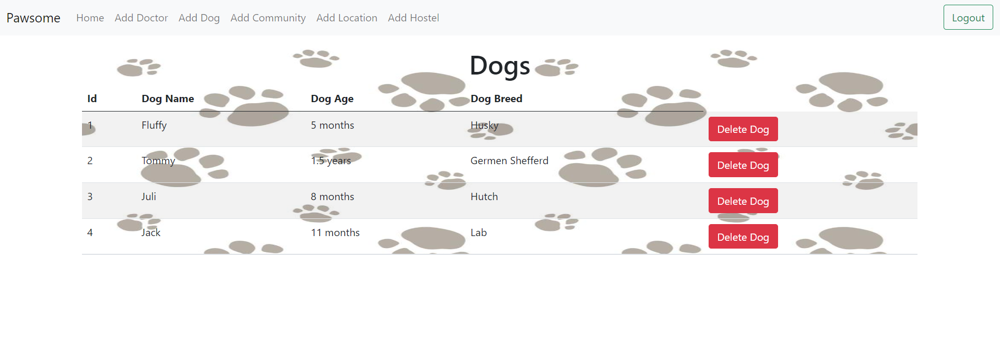 Pawsome Home Add Doctor Add Dog Add Community Add Location Add Hostel Logout
Dogs
Id Dog Name Dog Age Dog Breed
1 Fluffy 5 months Husky Delete Dog
2 Tommy 1.5 years Germen Shefferd Delete Dog
3 Juli 8 months Hutch Delete Dog
4 Jack 11 months Lab Delete Dog